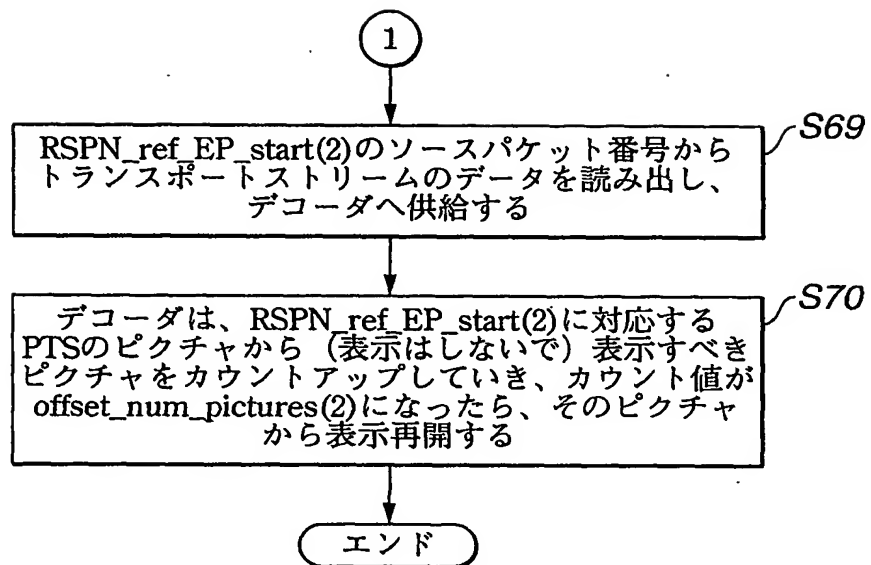 1
S69
RSPN_ref_EP_start(2)のソースパケット番号から
トランスポートストリームのデータを読み出し、
デコーダへ供給する
S70
デコーダは、RSPN_ref_EP_start(2)に対応する
PTSのピクチャから（表示はしないで）表示すべき
ピクチャをカウントアップしていき、カウント値が
offset_num_pictures(2)になったら、そのピクチャ
から表示再開する
エンド